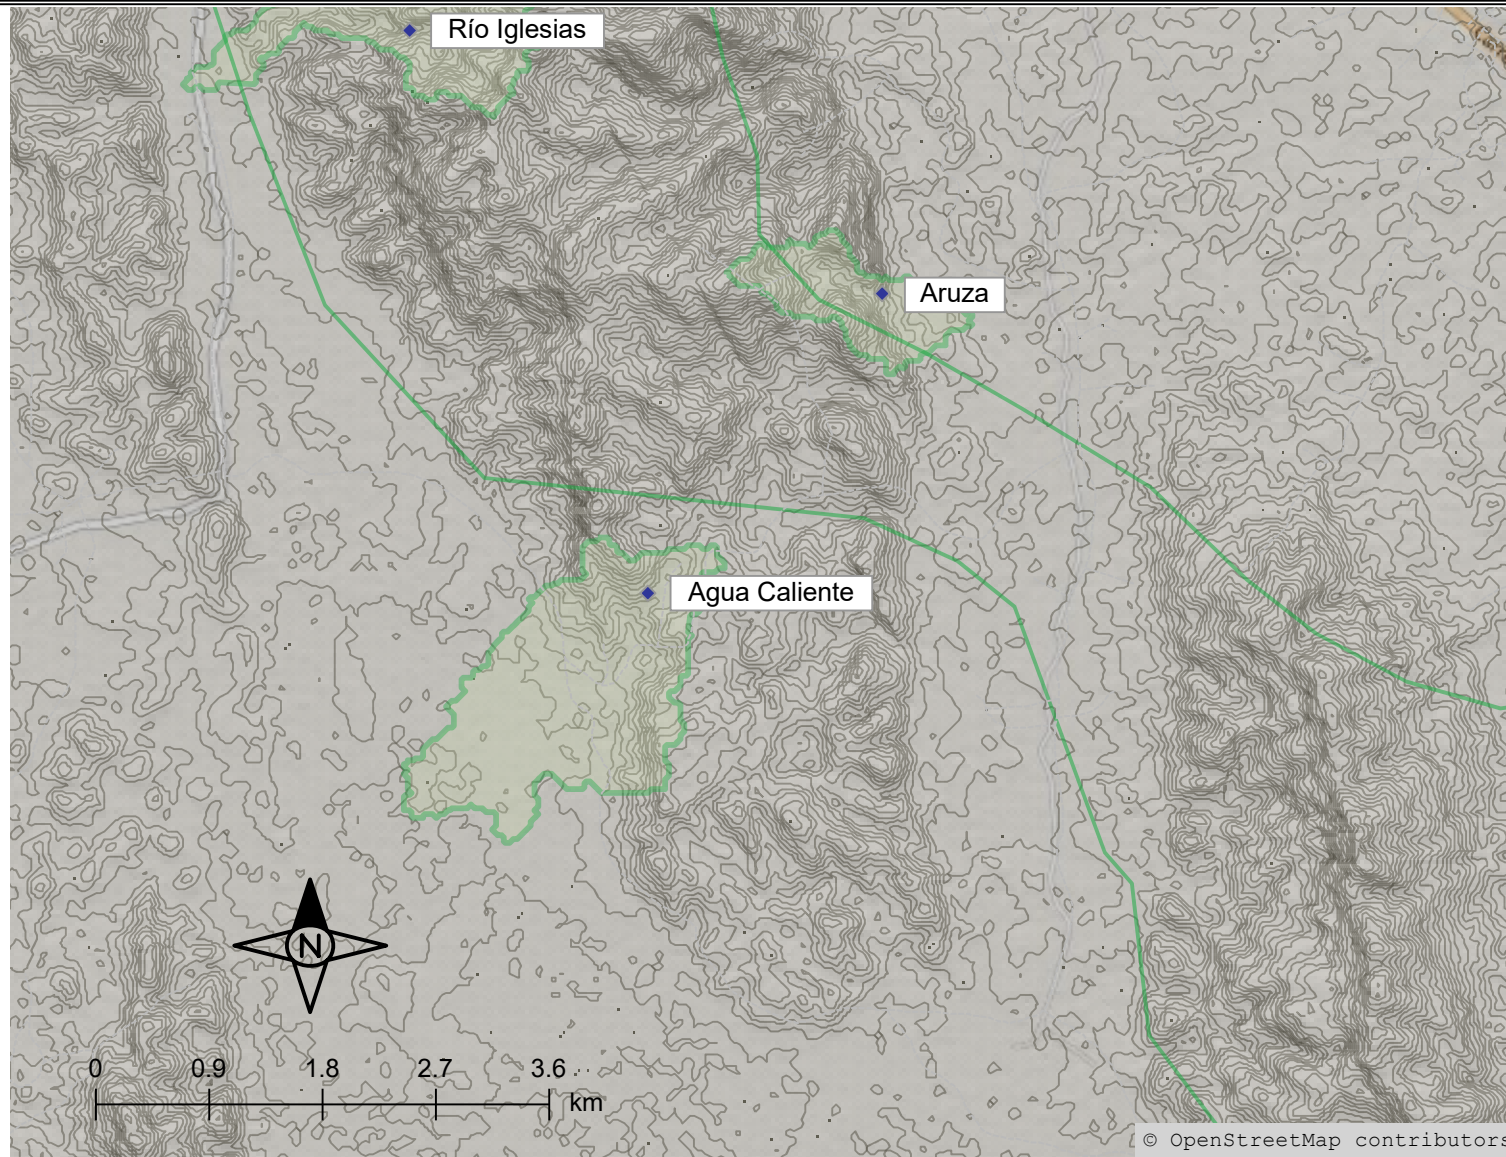 Río Iglesias
Aruza
Agua Caliente
N
0 0.9 1.8 2.7 3.6
km
© OpenStreetMap contributors